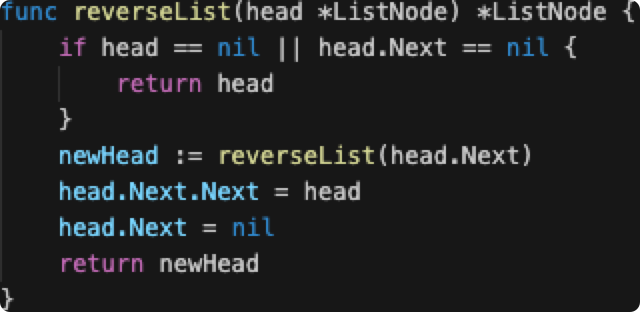 func reverseList(head *ListNode) *ListNode {
    if head == nil || head.Next == nil {
        return head
    }
    newHead := reverseList(head.Next)
    head.Next.Next = head
    head.Next = nil
    return newHead
}